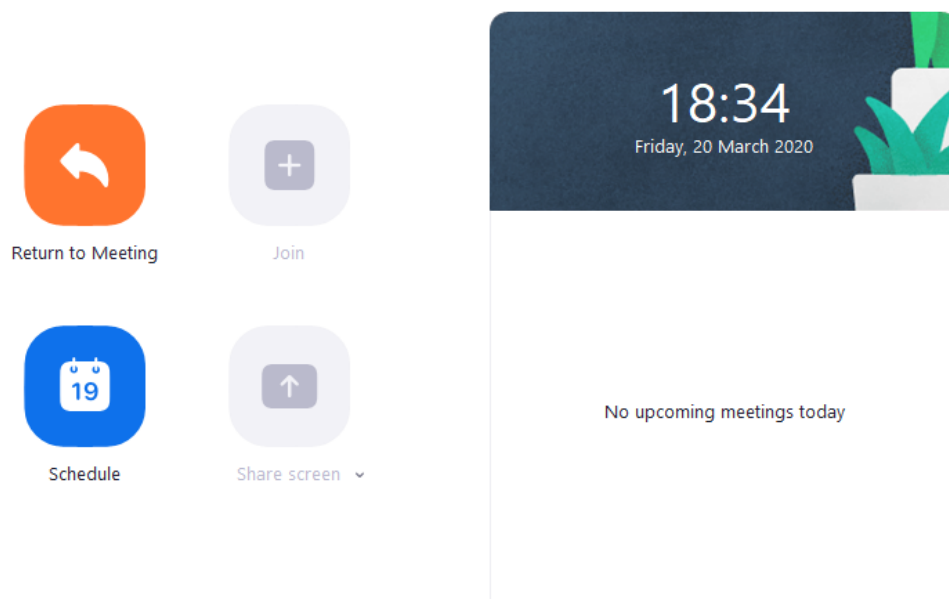 18:34
Friday, 20 March 2020
Return to Meeting
Join
19
Schedule
Share screen
No upcoming meetings today